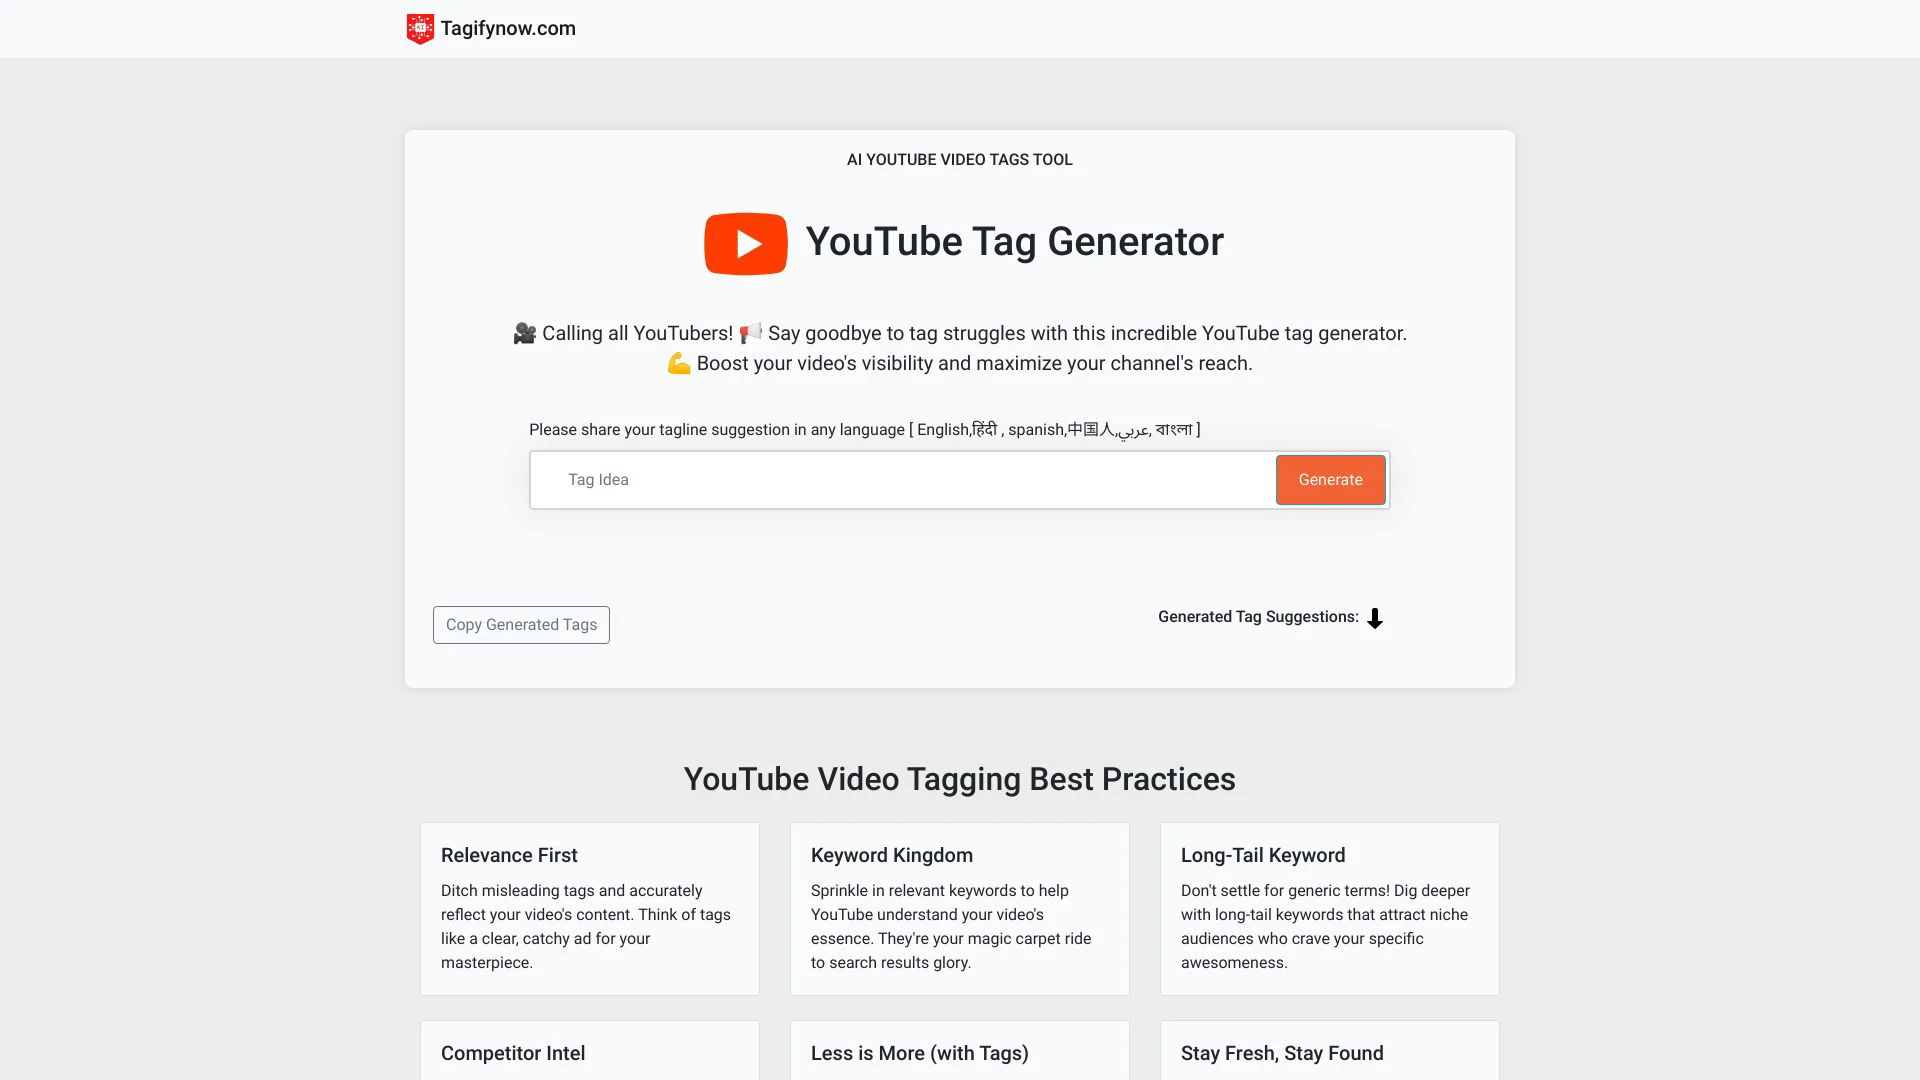 Tagifynow.com
AI YOUTUBE VIDEO TAGS TOOL
YouTube Tag Generator
🎥 Calling all YouTubers! 📢 Say goodbye to tag struggles with this incredible YouTube tag generator.
💪 Boost your video's visibility and maximize your channel's reach.
Please share your tagline suggestion in any language [ English,हिंदी , spanish,中国人,عربي, বাংলা ]
Tag Idea
Generate
Copy Generated Tags
Generated Tag Suggestions:
YouTube Video Tagging Best Practices
Relevance First
Ditch misleading tags and accurately
reflect your video's content. Think of tags
like a clear, catchy ad for your
masterpiece.
Keyword Kingdom
Sprinkle in relevant keywords to help
YouTube understand your video's
essence. They're your magic carpet ride
to search results glory.
Long-Tail Keyword
Don't settle for generic terms! Dig deeper
with long-tail keywords that attract niche
audiences who crave your specific
awesomeness.
Competitor Intel
Less is More (with Tags)
Stay Fresh, Stay Found